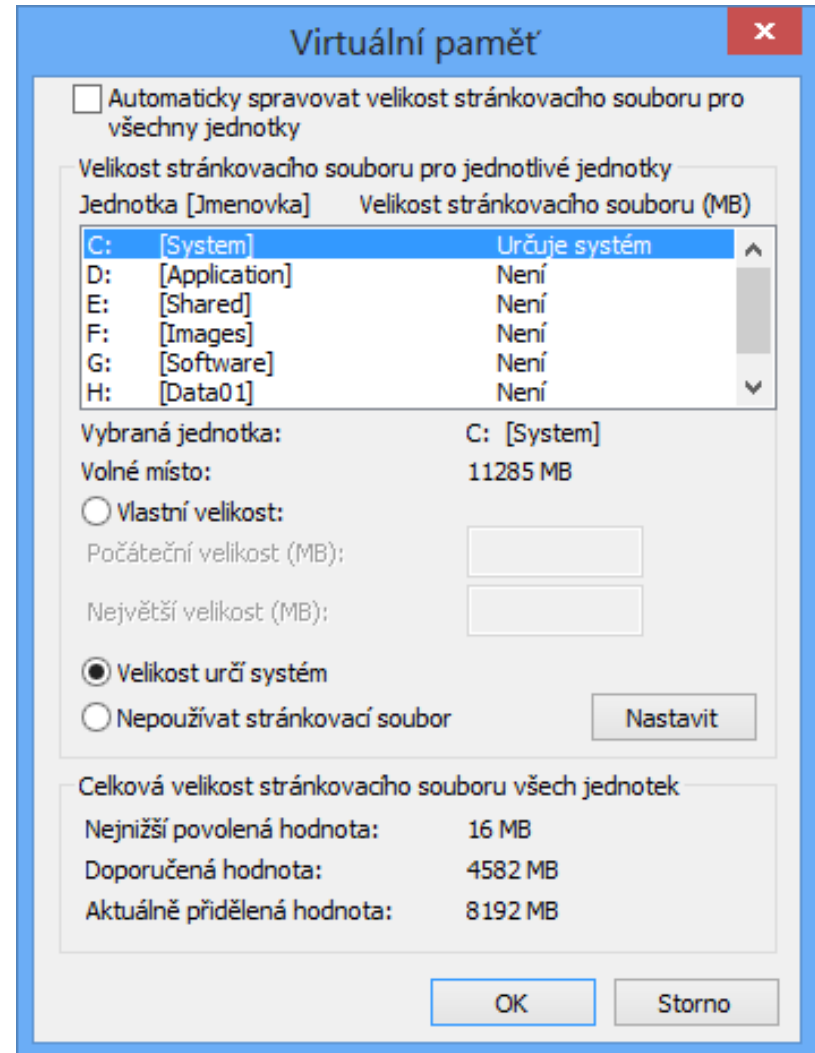 Virtuální paměť
Automaticky spravovat velikost stránkovacího souboru pro
všechny jednotky
Velikost stránkovacího souboru pro jednotlivé jednotky
Jednotka [Jmenovka] Velikost stránkovacího souboru (MB)
C: [System] Určuje systém
D: [Application] Není
E: [Shared] Není
F: [Images] Není
G: [Software] Není
H: [Data01] Není
Vybraná jednotka: C: [System]
Volné místo: 11285 MB
Vlastní velikost:
Počáteční velikost (MB):
Největší velikost (MB):
Velikost určí systém
Nepoužívat stránkovací soubor Nastavit
Celková velikost stránkovacího souboru všech jednotek
Nejnižší povolená hodnota: 16 MB
Doporučená hodnota: 4582 MB
Aktuálně přidělená hodnota: 8192 MB
OK Storno